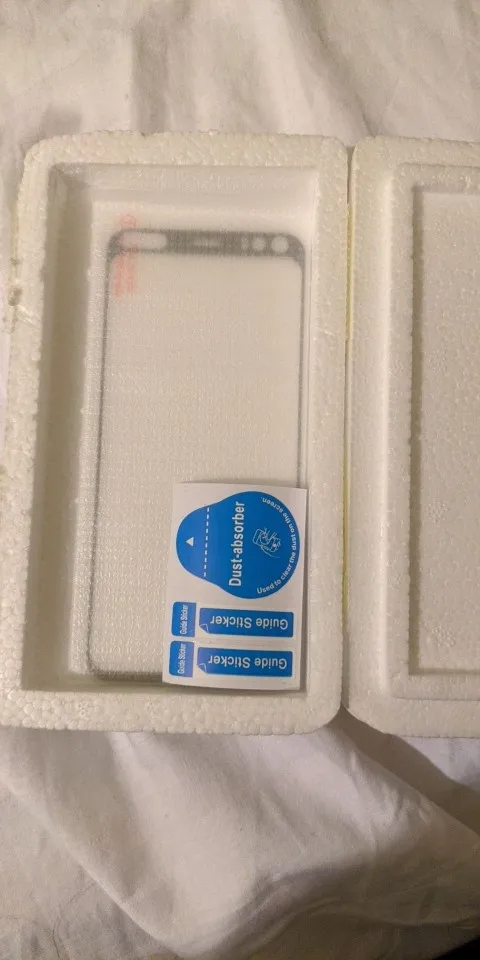 Dust-absorber
Used to clear the dust on the screen.
Guide Sticker
Guide Sticker
Guide Sticker
Guide Sticker